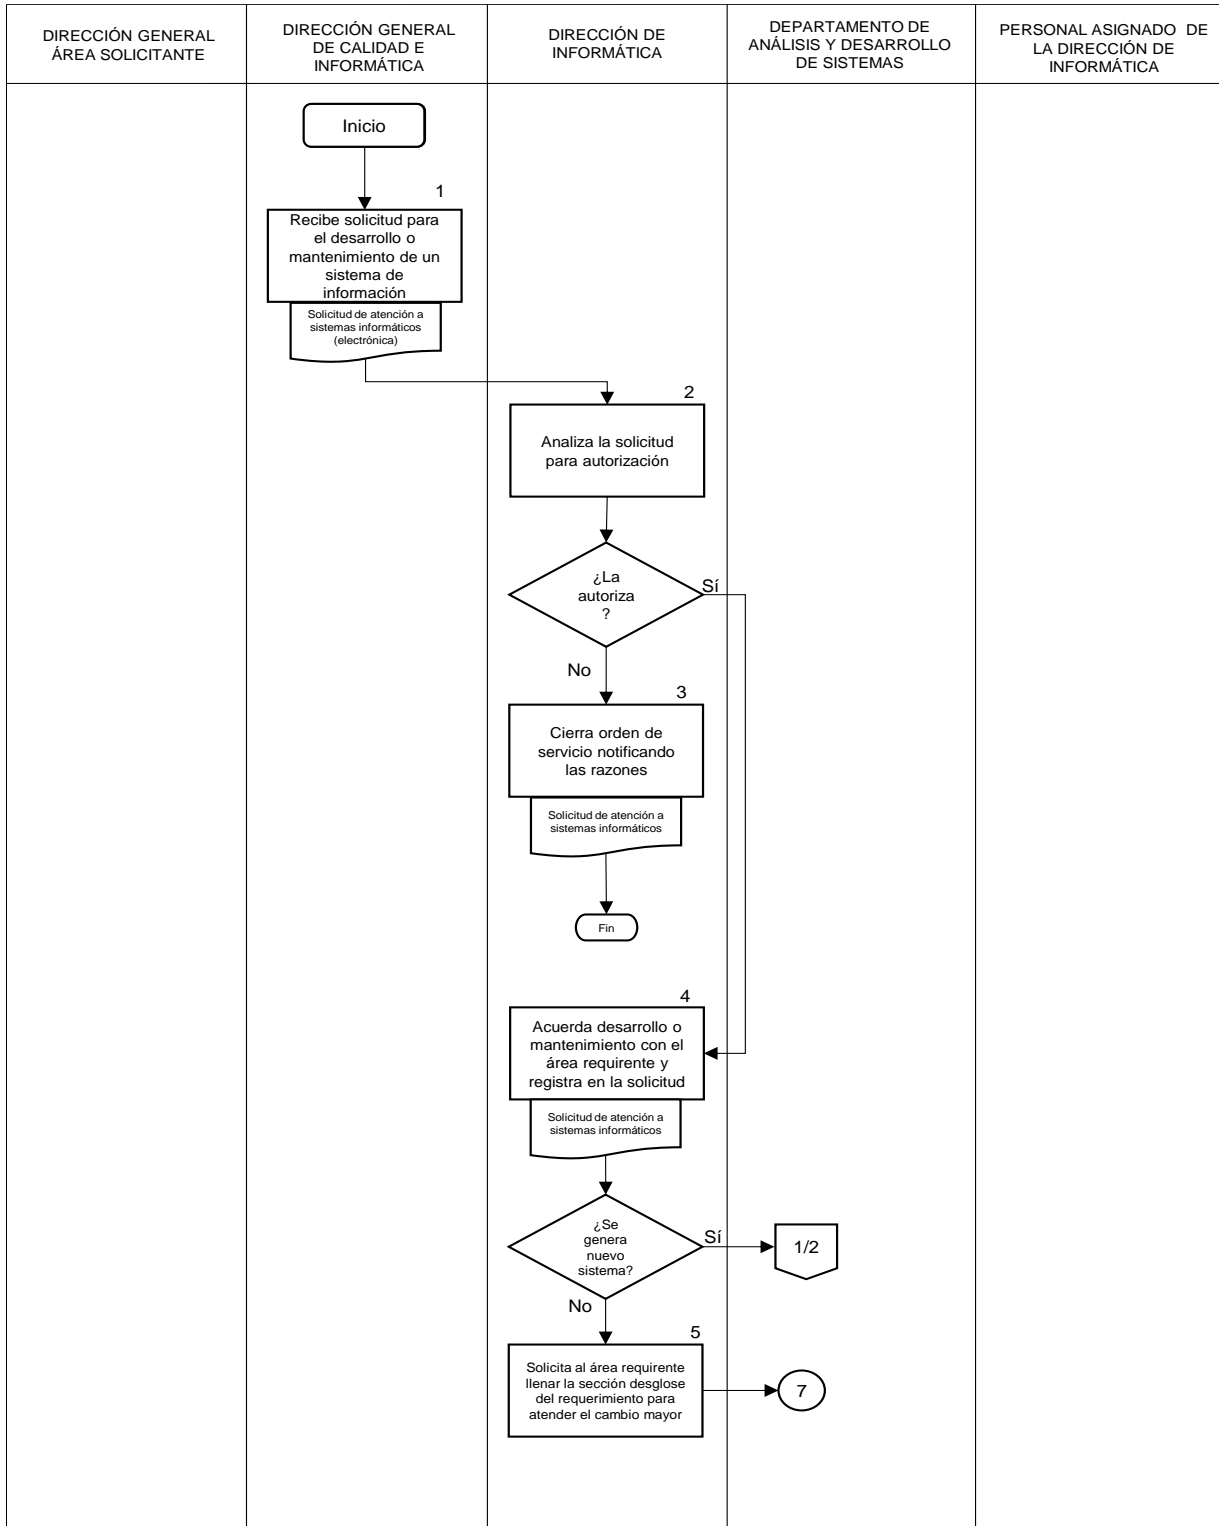 DIRECCIÓN GENERAL
ÁREA SOLICITANTE
DIRECCIÓN GENERAL
DE CALIDAD E
INFORMÁTICA
DIRECCIÓN DE
INFORMÁTICA
DEPARTAMENTO DE
ANÁLISIS Y DESARROLLO
DE SISTEMAS
PERSONAL ASIGNADO DE
LA DIRECCIÓN DE
INFORMÁTICA
Inicio
1
Recibe solicitud para
el desarrollo o
mantenimiento de un
sistema de
información
Solicitud de atención a
sistemas informáticos
(electrónica)
2
Analiza la solicitud
para autorización
¿La
autoriza
?
Sí
No
3
Cierra orden de
servicio notificando
las razones
Solicitud de atención a
sistemas informáticos
Fin
4
Acuerda desarrollo o
mantenimiento con el
área requirente y
registra en la solicitud
Solicitud de atención a
sistemas informáticos
¿Se
genera
nuevo
sistema?
Sí
1/2
No
5
Solicita al área requirente
llenar la sección desglose
del requerimiento para
atender el cambio mayor
7